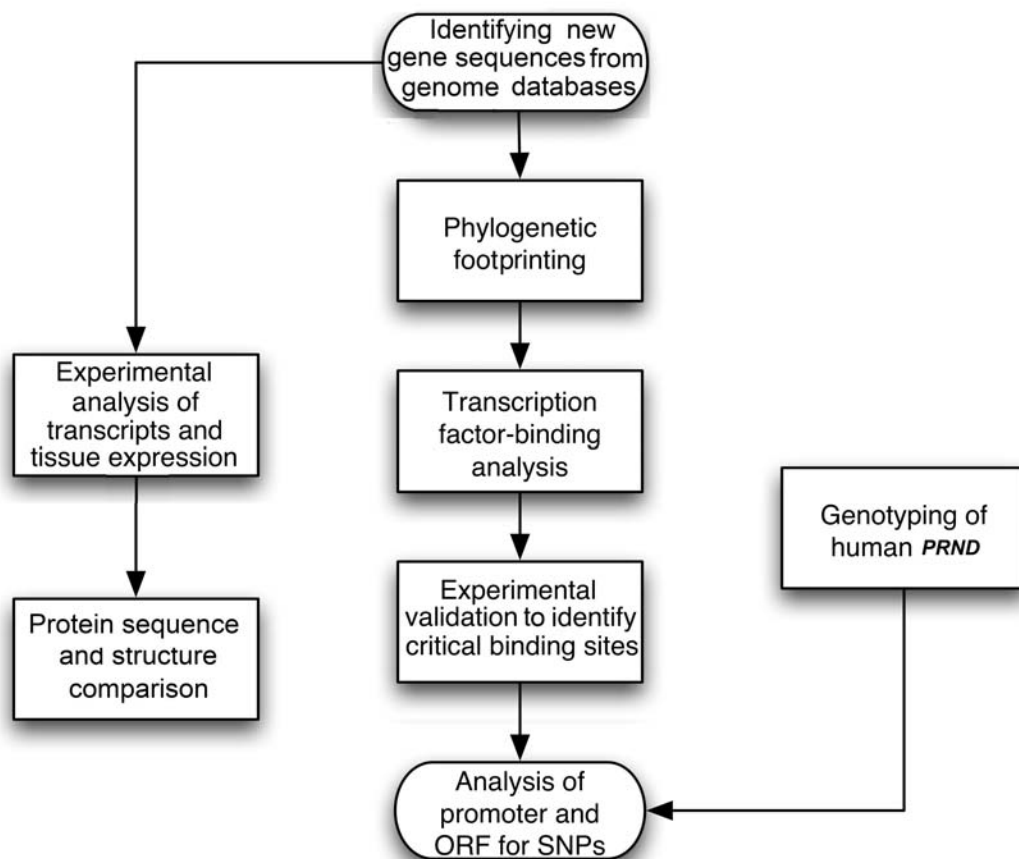 Identifying new
gene sequences from
genome databases
Phylogenetic
footprinting
Experimental
analysis of
transcripts and
tissue expression
Transcription
factor-binding
analysis
Genotyping of
human PRND
Protein sequence
and structure
comparison
Experimental
validation to identify
critical binding sites
Analysis of
promoter and
ORF for SNPs